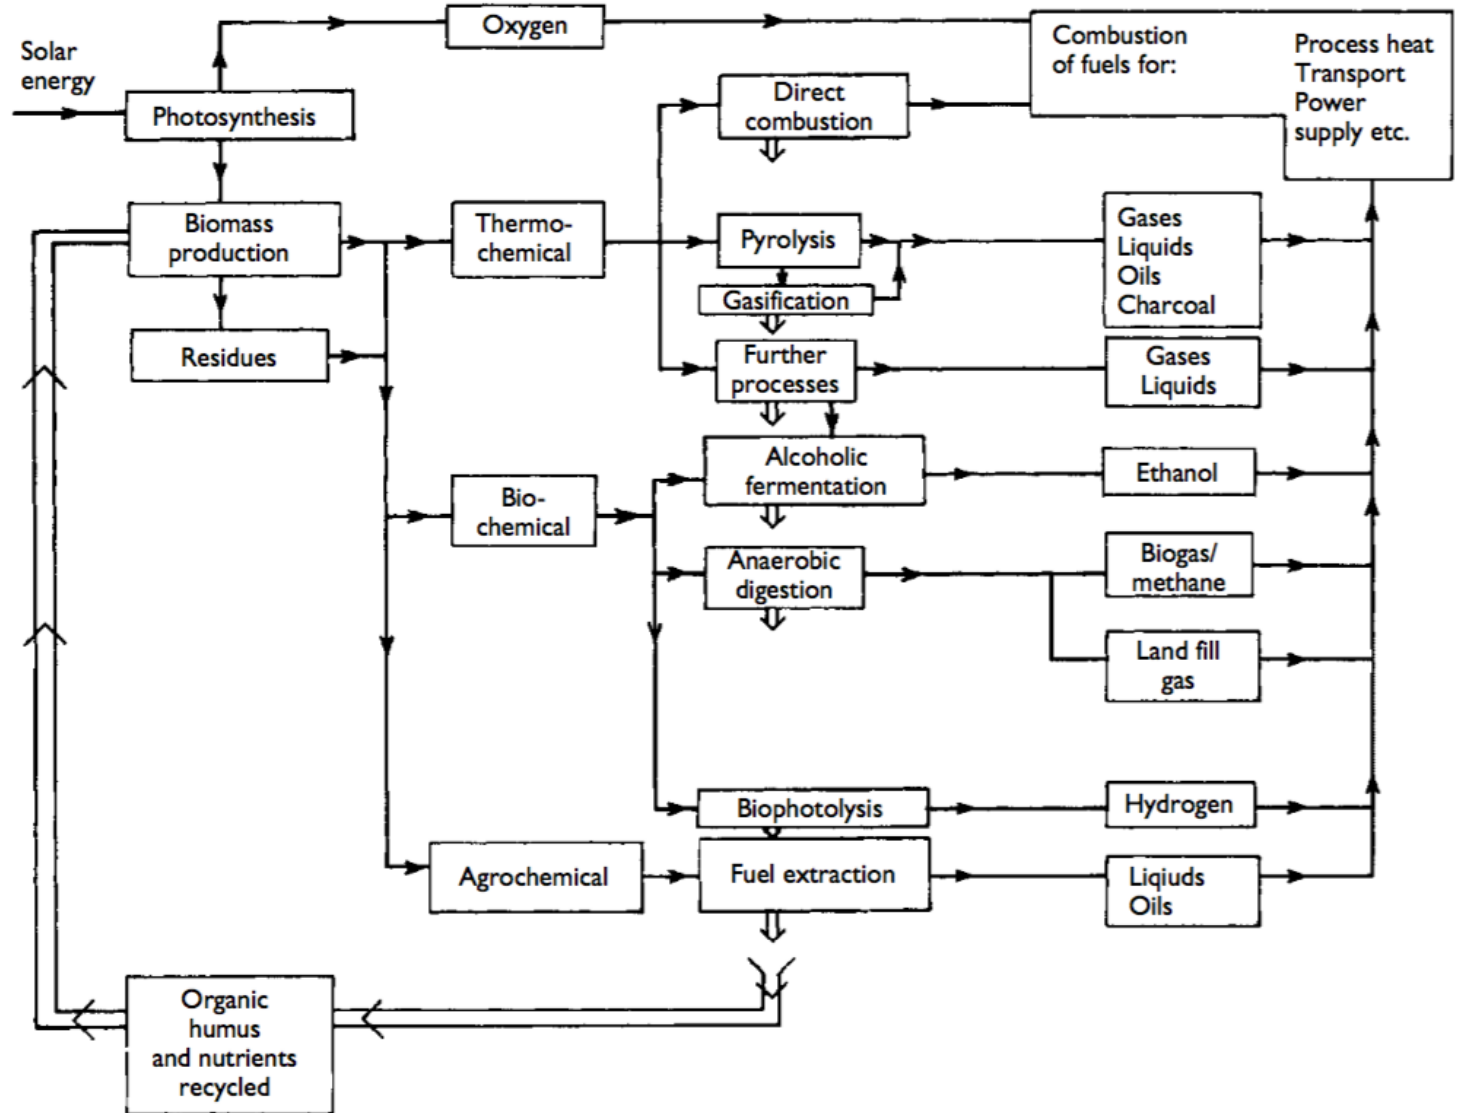 Solar
energy
Photosynthesis
Oxygen
Combustion
of fuels for:
Process heat
Transport
Power
supply etc.
Direct
combustion
Biomass
production
Thermo-
chemical
Pyrolysis
Gases
Liquids
Oils
Charcoal
Gasification
Residues
Further
processes
Gases
Liquids
Bio-
chemical
Alcoholic
fermentation
Ethanol
Anaerobic
digestion
Biogas/
methane
Land fill
gas
Biophotolysis
Hydrogen
Agrochemical
Fuel extraction
Liqiuds
Oils
Organic
humus
and nutrients
recycled